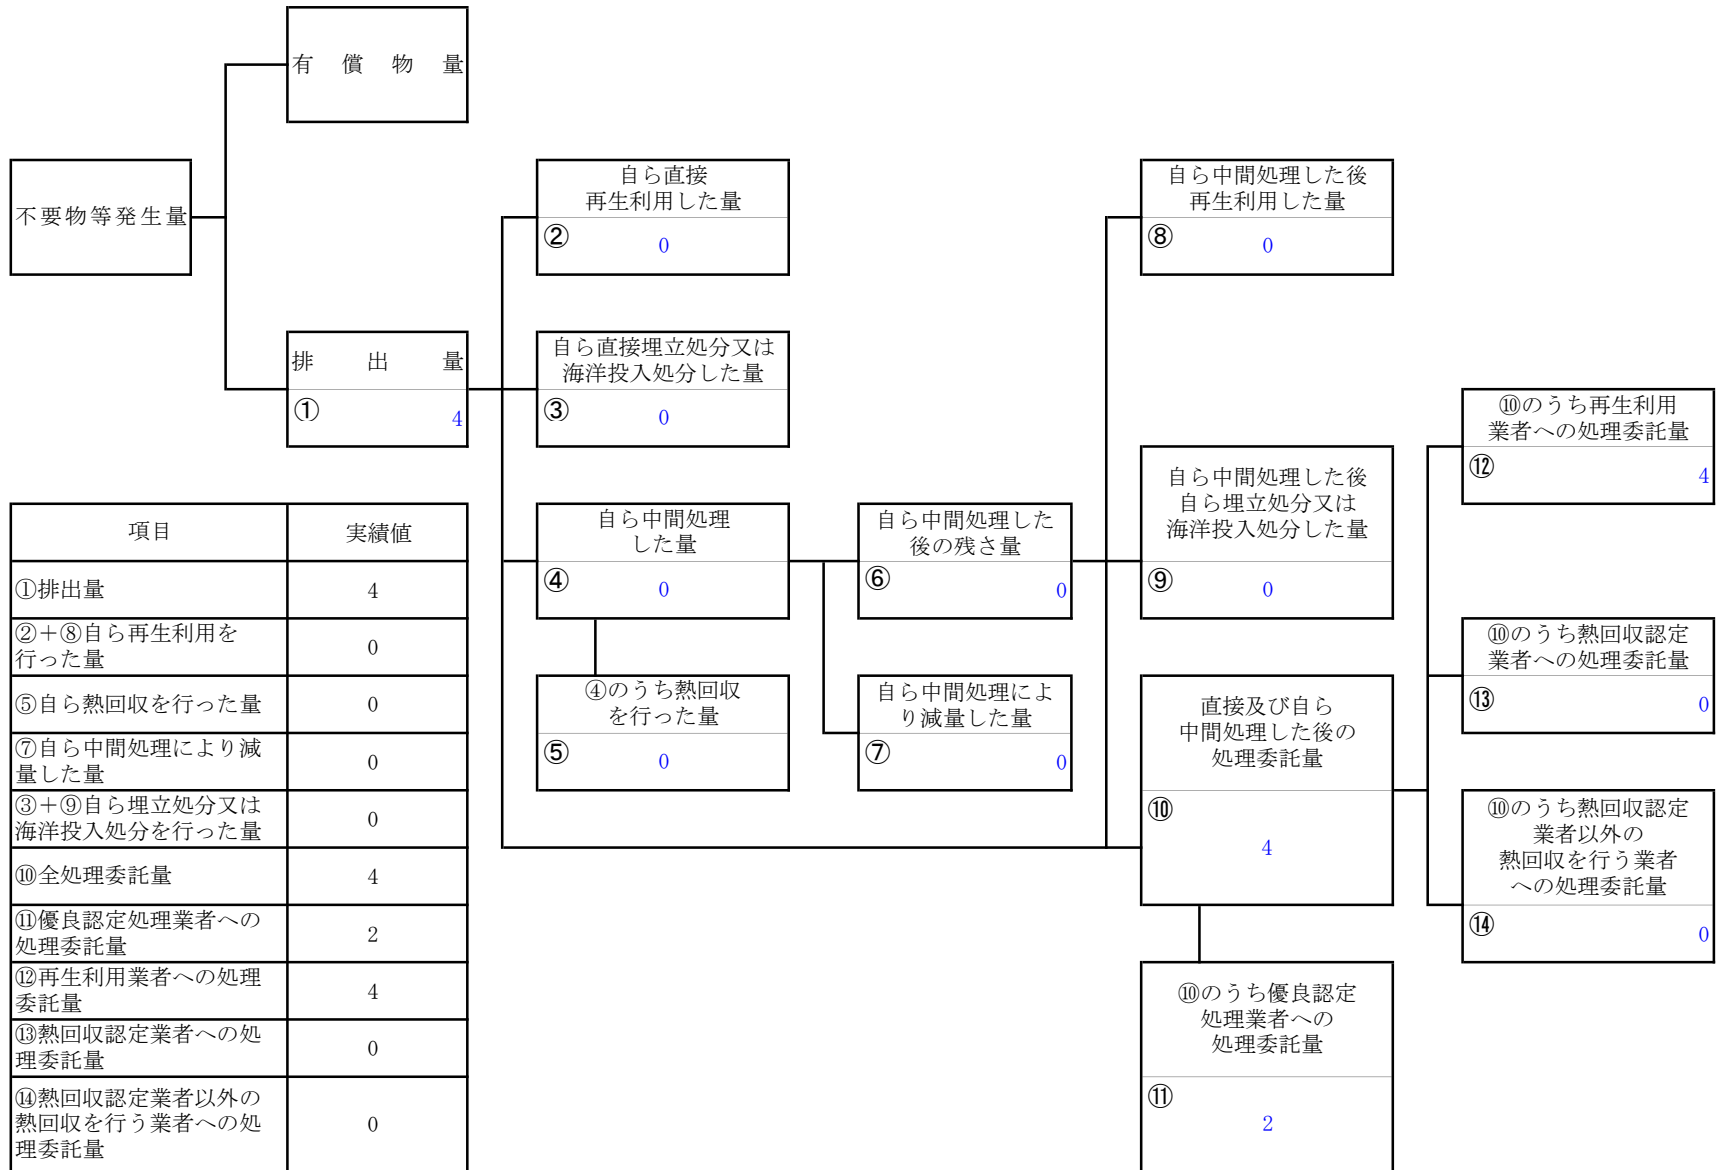 有償物量
不要物等発生量
排出量
①
4
自ら直接
再生利用した量
②
0
自ら直接埋立処分又は
海洋投入処分した量
③
0
自ら中間処理
した量
④
0
④のうち熱回収
を行った量
⑤
0
自ら中間処理した
後の残さ量
⑥
0
自ら中間処理によ
り減量した量
⑦
0
自ら中間処理した後
再生利用した量
⑧
0
自ら中間処理した後
自ら埋立処分又は
海洋投入処分した量
⑨
0
直接及び自ら
中間処理した後の
処理委託量
⑩
4
⑩のうち優良認定
処理業者への
処理委託量
⑪
2
⑩のうち再生利用
業者への処理委託量
⑫
4
⑩のうち熱回収認定
業者への処理委託量
⑬
0
⑩のうち熱回収認定
業者以外の
熱回収を行う業者
への処理委託量
⑭
0
項目 実績値
①排出量 4
②+⑧自ら再生利用を
行った量 0
⑤自ら熱回収を行った量 0
⑦自ら中間処理により減
量した量 0
③+⑨自ら埋立処分又は
海洋投入処分を行った量 0
⑩全処理委託量 4
⑪優良認定処理業者への
処理委託量 2
⑫再生利用業者への処理
委託量 4
⑬熱回収認定業者への処
理委託量 0
⑭熱回収認定業者以外の
熱回収を行う業者への処
理委託量 0